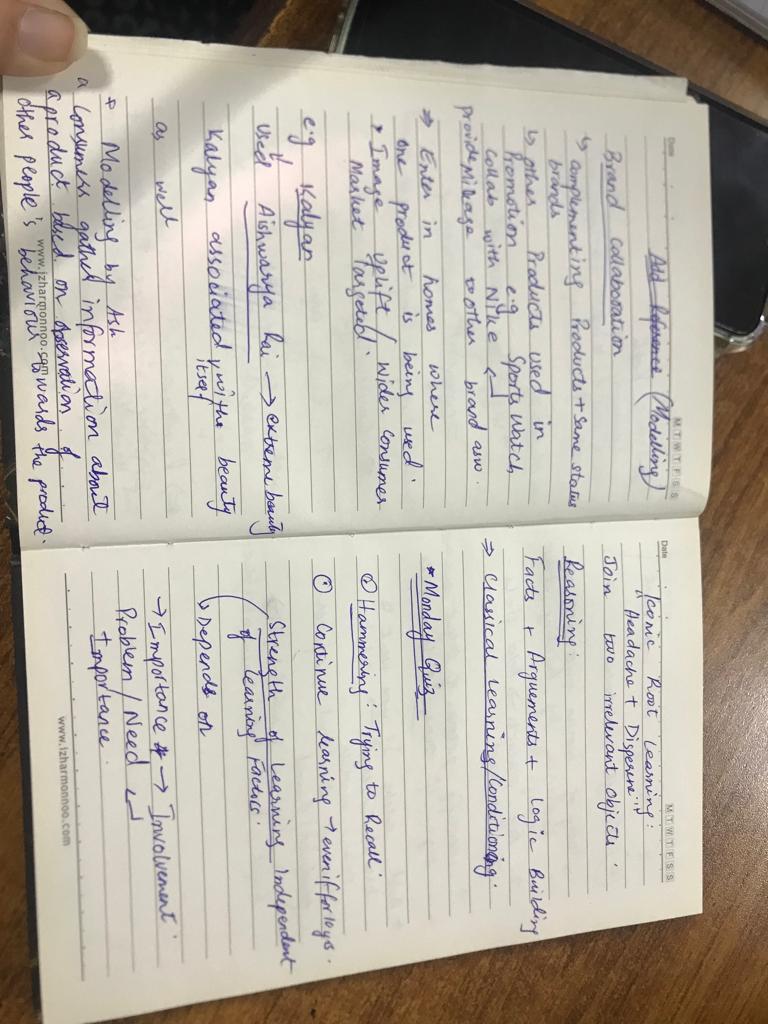 Date
M T W T F S S
Add Reference (Modelling)
Brand Collaboration
↳ complementing Products + Same status
brands
↳ other Products used in
Promotion e.g Sports Watch
Collab with Nike ↵
provide Mileage to other brand asw.
⇒ Enter in homes where
one product is being used.
* Image uplift / wider Consumer
Market Targeted.
e.g Kalyan
↓
Used Aishwarya Rai → extreme beauty
Kalyan associated itself with the beauty
as well
* Modelling by Ash
a Consumers gather information about
a product based on observation of
other people's behaviour towards the product.
www.izharmonnoo.com
Date
M T W T F S S
Iconic Root Learning:
"Headache + Disperene"
Join two irrelevant objects.
Reasoning:
Facts + Arguements + Logic Building
⇒ Classical Learning/Conditioning.
* Monday Quiz
Hammering: Trying to Recall.
Continue learning → even if for 10 yrs.
Strength of Learning Independent
of learning Factors.
↳ Depends on
→ Importance → Involvement
Problem / Need ↵
Importance.
www.izharmonnoo.com